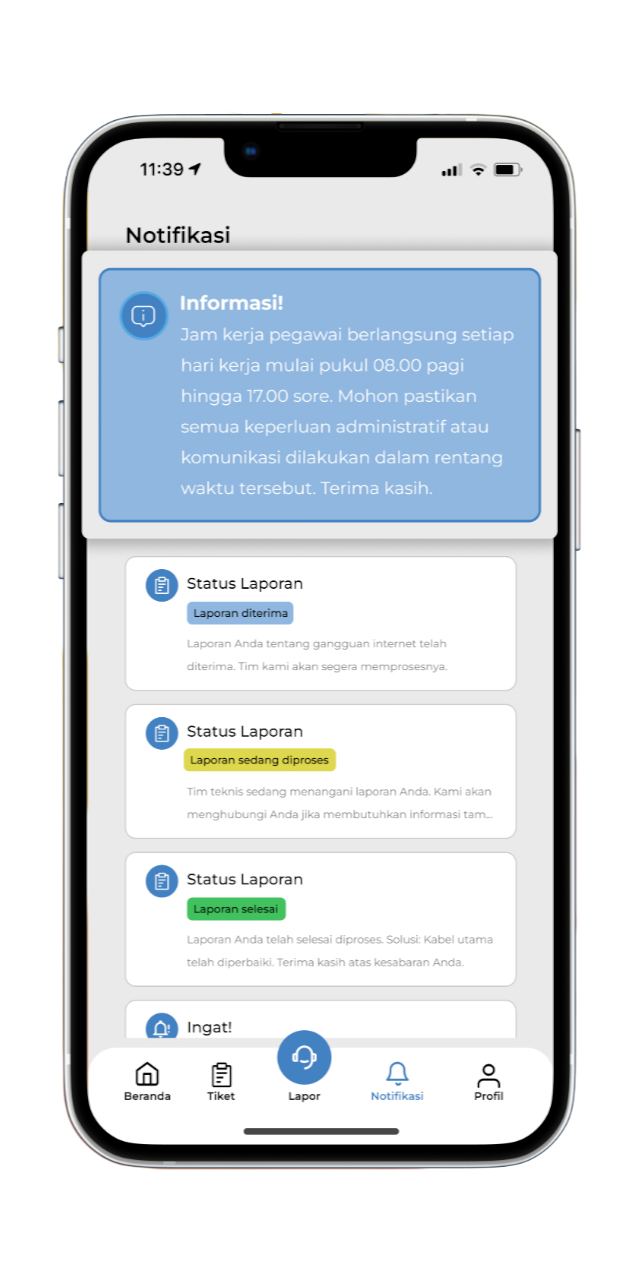 11:39
Notifikasi
Informasi!
Jam kerja pegawai berlangsung setiap
hari kerja mulai pukul 08.00 pagi
hingga 17.00 sore. Mohon pastikan
semua keperluan administratif atau
komunikasi dilakukan dalam rentang
waktu tersebut. Terima kasih.
Status Laporan
Laporan diterima
Laporan Anda tentang gangguan internet telah
diterima. Tim kami akan segera memprosesnya.
Status Laporan
Laporan sedang diproses
Tim teknis sedang menangani laporan Anda. Kami akan
menghubungi Anda jika membutuhkan informasi tam...
Status Laporan
Laporan selesai
Laporan Anda telah selesai diproses. Solusi: Kabel utama
telah diperbaiki. Terima kasih atas kesabaran Anda.
Ingat!
Beranda
Tiket
Lapor
Notifikasi
Profil